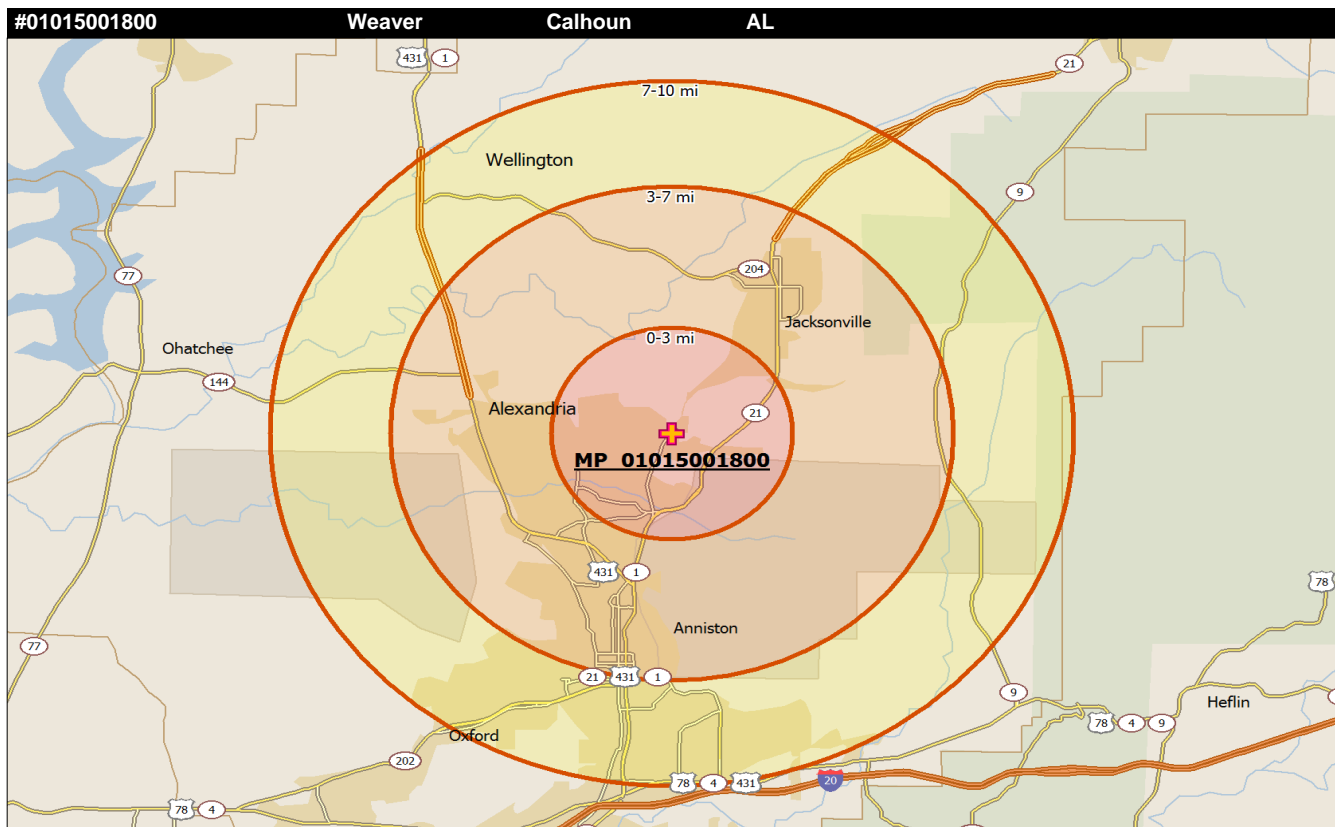 #01015001800 Weaver Calhoun AL
431 1
21
7-10 mi
Wellington
3-7 mi
9
77
204
Jacksonville
0-3 mi
Ohatchee
144
Alexandria
21
MP 01015001800
431 1
78
Anniston
77
21 431 1
9
Heflin
78 4 9
Oxford
202
78 4 431
20
78 4